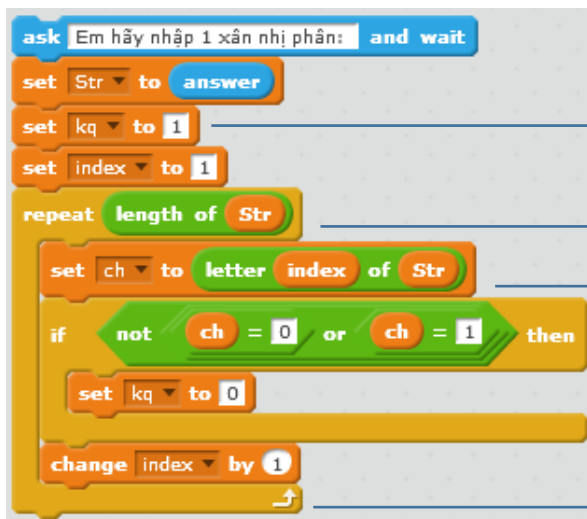 ask Em hãy nhập 1 xân nhị phân: and wait
set Str to answer
set kq to 1
set index to 1
repeat length of Str
set ch to letter index of Str
if not ch = 0 or ch = 1 then
set kq to 0
change index by 1